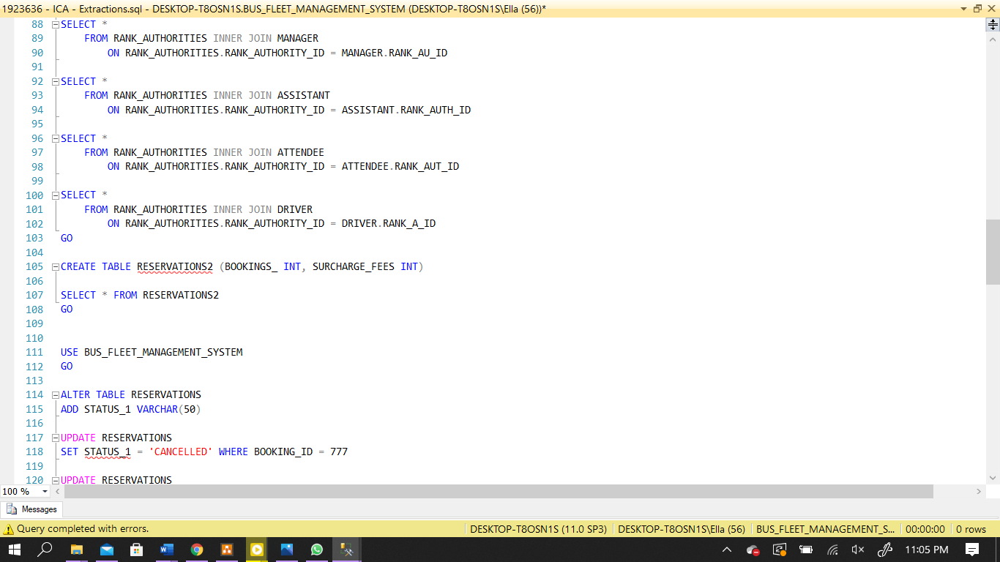 1923636 - ICA - Extractions.sql - DESKTOP-T8OSN1S.BUS_FLEET_MANAGEMENT_SYSTEM (DESKTOP-T8OSN1S\Ella (56))*
88 SELECT *
89 FROM RANK_AUTHORITIES INNER JOIN MANAGER
90 ON RANK_AUTHORITIES.RANK_AUTHORITY_ID = MANAGER.RANK_AU_ID
91
92 SELECT *
93 FROM RANK_AUTHORITIES INNER JOIN ASSISTANT
94 ON RANK_AUTHORITIES.RANK_AUTHORITY_ID = ASSISTANT.RANK_AUTH_ID
95
96 SELECT *
97 FROM RANK_AUTHORITIES INNER JOIN ATTENDEE
98 ON RANK_AUTHORITIES.RANK_AUTHORITY_ID = ATTENDEE.RANK_AUT_ID
99
100 SELECT *
101 FROM RANK_AUTHORITIES INNER JOIN DRIVER
102 ON RANK_AUTHORITIES.RANK_AUTHORITY_ID = DRIVER.RANK_A_ID
103 GO
104
105 CREATE TABLE RESERVATIONS2 (BOOKINGS_ INT, SURCHARGE_FEES INT)
106
107 SELECT * FROM RESERVATIONS2
108 GO
109
110
111 USE BUS_FLEET_MANAGEMENT_SYSTEM
112 GO
113
114 ALTER TABLE RESERVATIONS
115 ADD STATUS_1 VARCHAR(50)
116
117 UPDATE RESERVATIONS
118 SET STATUS_1 = 'CANCELLED' WHERE BOOKING_ID = 777
119
120 UPDATE RESERVATIONS
100 %
Messages
Query completed with errors. DESKTOP-T8OSN1S (11.0 SP3) DESKTOP-T8OSN1S\Ella (56) BUS_FLEET_MANAGEMENT_S... 00:00:00 0 rows
11:05 PM